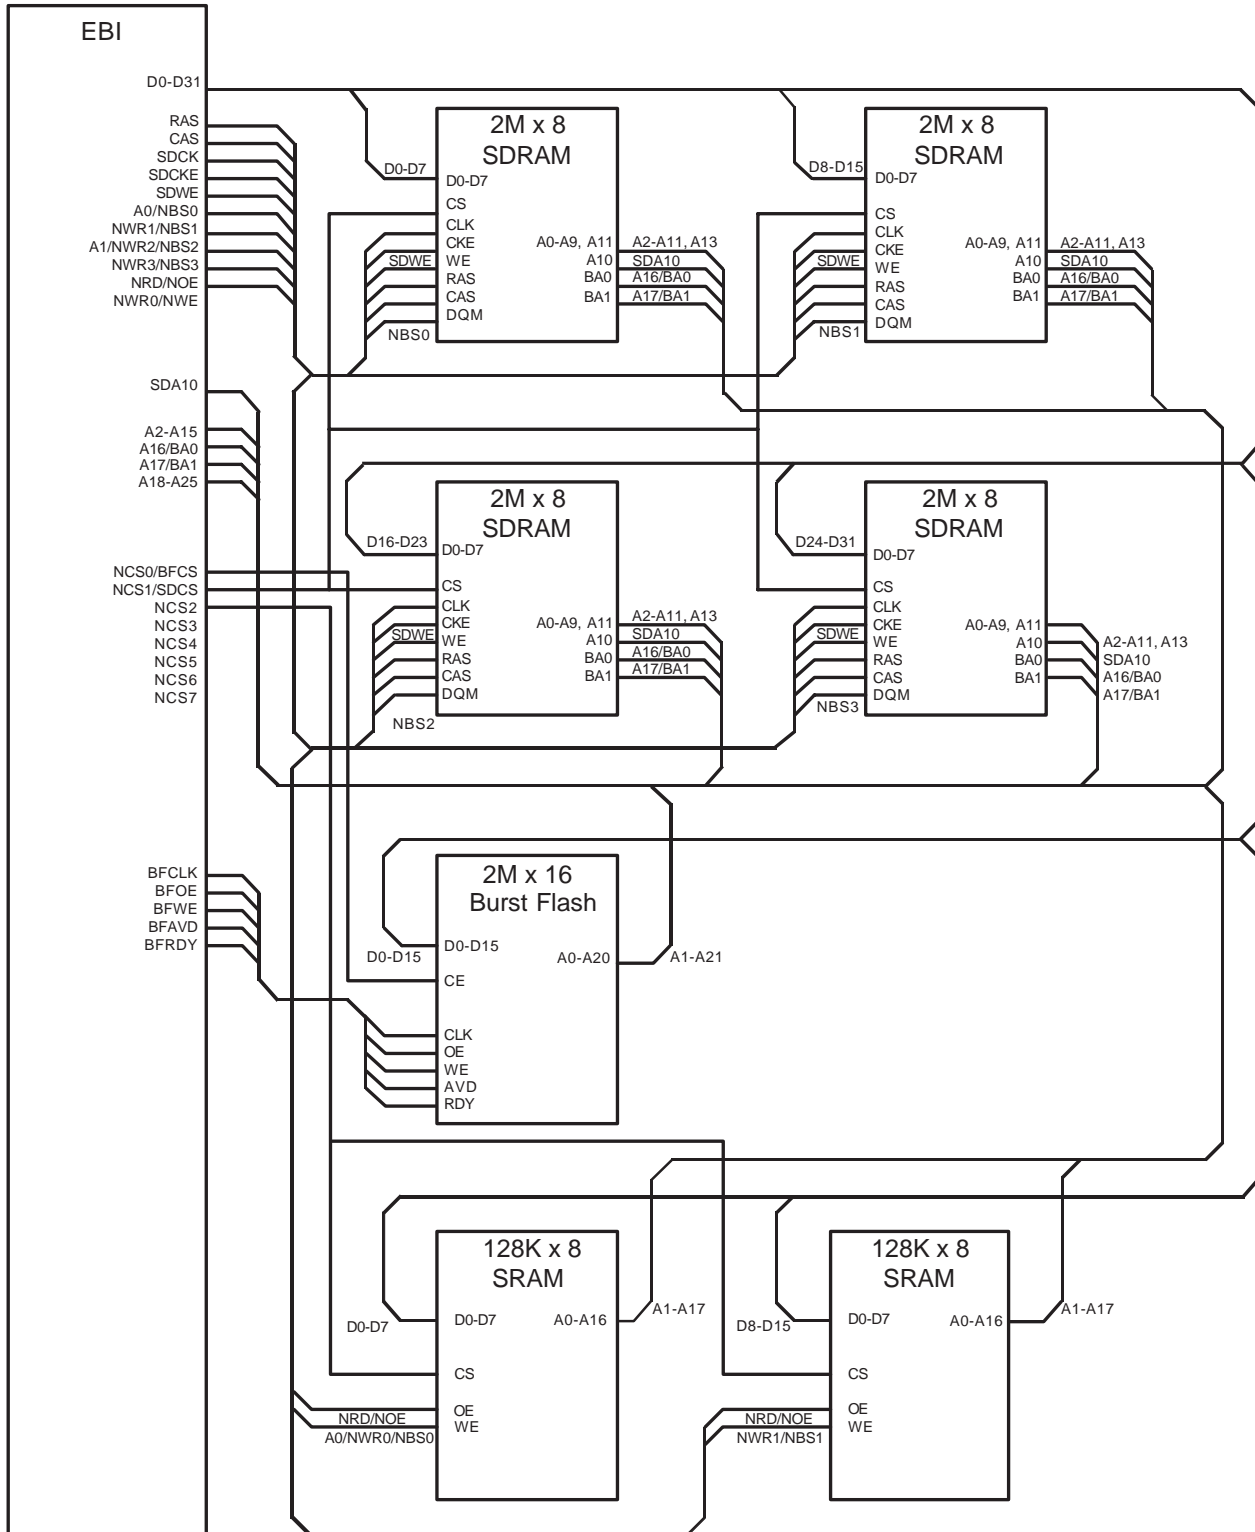 EBI
D0-D31
RAS
CAS
SDCK
SDCKE
SDWE
A0/NBS0
NWR1/NBS1
A1/NWR2/NBS2
NWR3/NBS3
NRD/NOE
NWR0/NWE
SDA10
A2-A15
A16/BA0
A17/BA1
A18-A25
NCS0/BFCS
NCS1/SDCS
NCS2
NCS3
NCS4
NCS5
NCS6
NCS7
BFCLK
BFOE
BFWE
BFAVD
BFRDY
2M x 8
SDRAM
D0-D7
D0-D7
CS
CLK
CKE
SDWE
WE
RAS
CAS
DQM
NBS0
A0-A9, A11
A10
BA0
BA1
A2-A11, A13
SDA10
A16/BA0
A17/BA1
2M x 8
SDRAM
D8-D15
D0-D7
CS
CLK
CKE
SDWE
WE
RAS
CAS
DQM
NBS1
A0-A9, A11
A10
BA0
BA1
A2-A11, A13
SDA10
A16/BA0
A17/BA1
2M x 8
SDRAM
D16-D23
D0-D7
CS
CLK
CKE
SDWE
WE
RAS
CAS
DQM
NBS2
A0-A9, A11
A10
BA0
BA1
A2-A11, A13
SDA10
A16/BA0
A17/BA1
2M x 8
SDRAM
D24-D31
D0-D7
CS
CLK
CKE
SDWE
WE
RAS
CAS
DQM
NBS3
A0-A9, A11
A10
BA0
BA1
A2-A11, A13
SDA10
A16/BA0
A17/BA1
2M x 16
Burst Flash
D0-D15
D0-D15
CE
CLK
OE
WE
AVD
RDY
A0-A20
A1-A21
128K x 8
SRAM
D0-D7
D0-D7
CS
OE
WE
NRD/NOE
A0/NWR0/NBS0
A0-A16
A1-A17
128K x 8
SRAM
D8-D15
D0-D7
CS
OE
WE
NRD/NOE
NWR1/NBS1
A0-A16
A1-A17